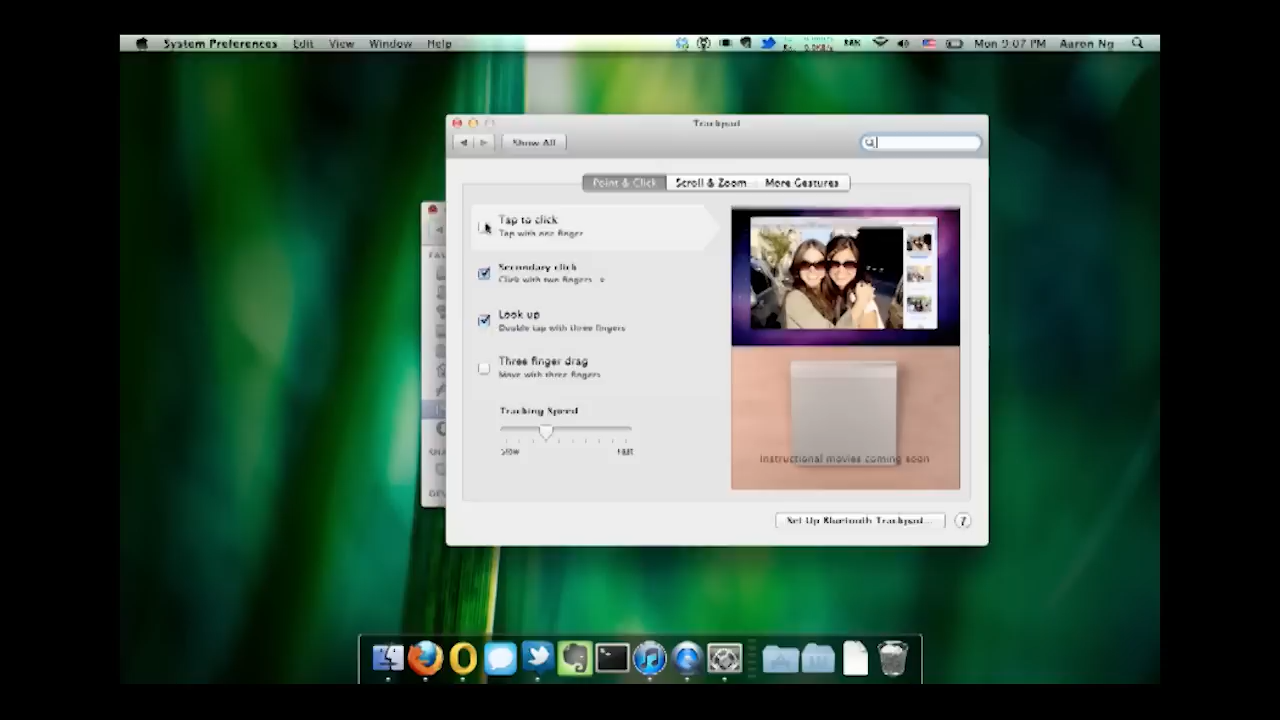 System Preferences Edit View Window Help Mon 9:07 PM Aaron Ng
Trackpad
Show All
Point & Click Scroll & Zoom More Gestures
Tap to click
Tap with one finger
Secondary click
Click with two fingers
Look up
Double tap with three fingers
Three finger drag
Move with three fingers
Tracking Speed
Slow Fast
Instructional movies coming soon
Set Up Bluetooth Trackpad... ?